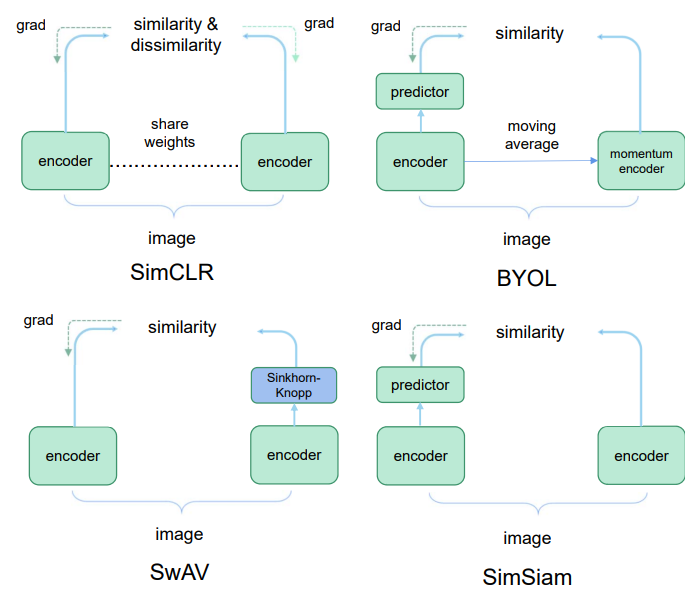 grad
similarity &
dissimilarity
grad
share
weights
encoder
encoder
image
SimCLR
grad
similarity
predictor
moving
average
encoder
momentum
encoder
image
BYOL
grad
similarity
Sinkhorn-
Knopp
encoder
encoder
image
SwAV
grad
similarity
predictor
encoder
encoder
image
SimSiam